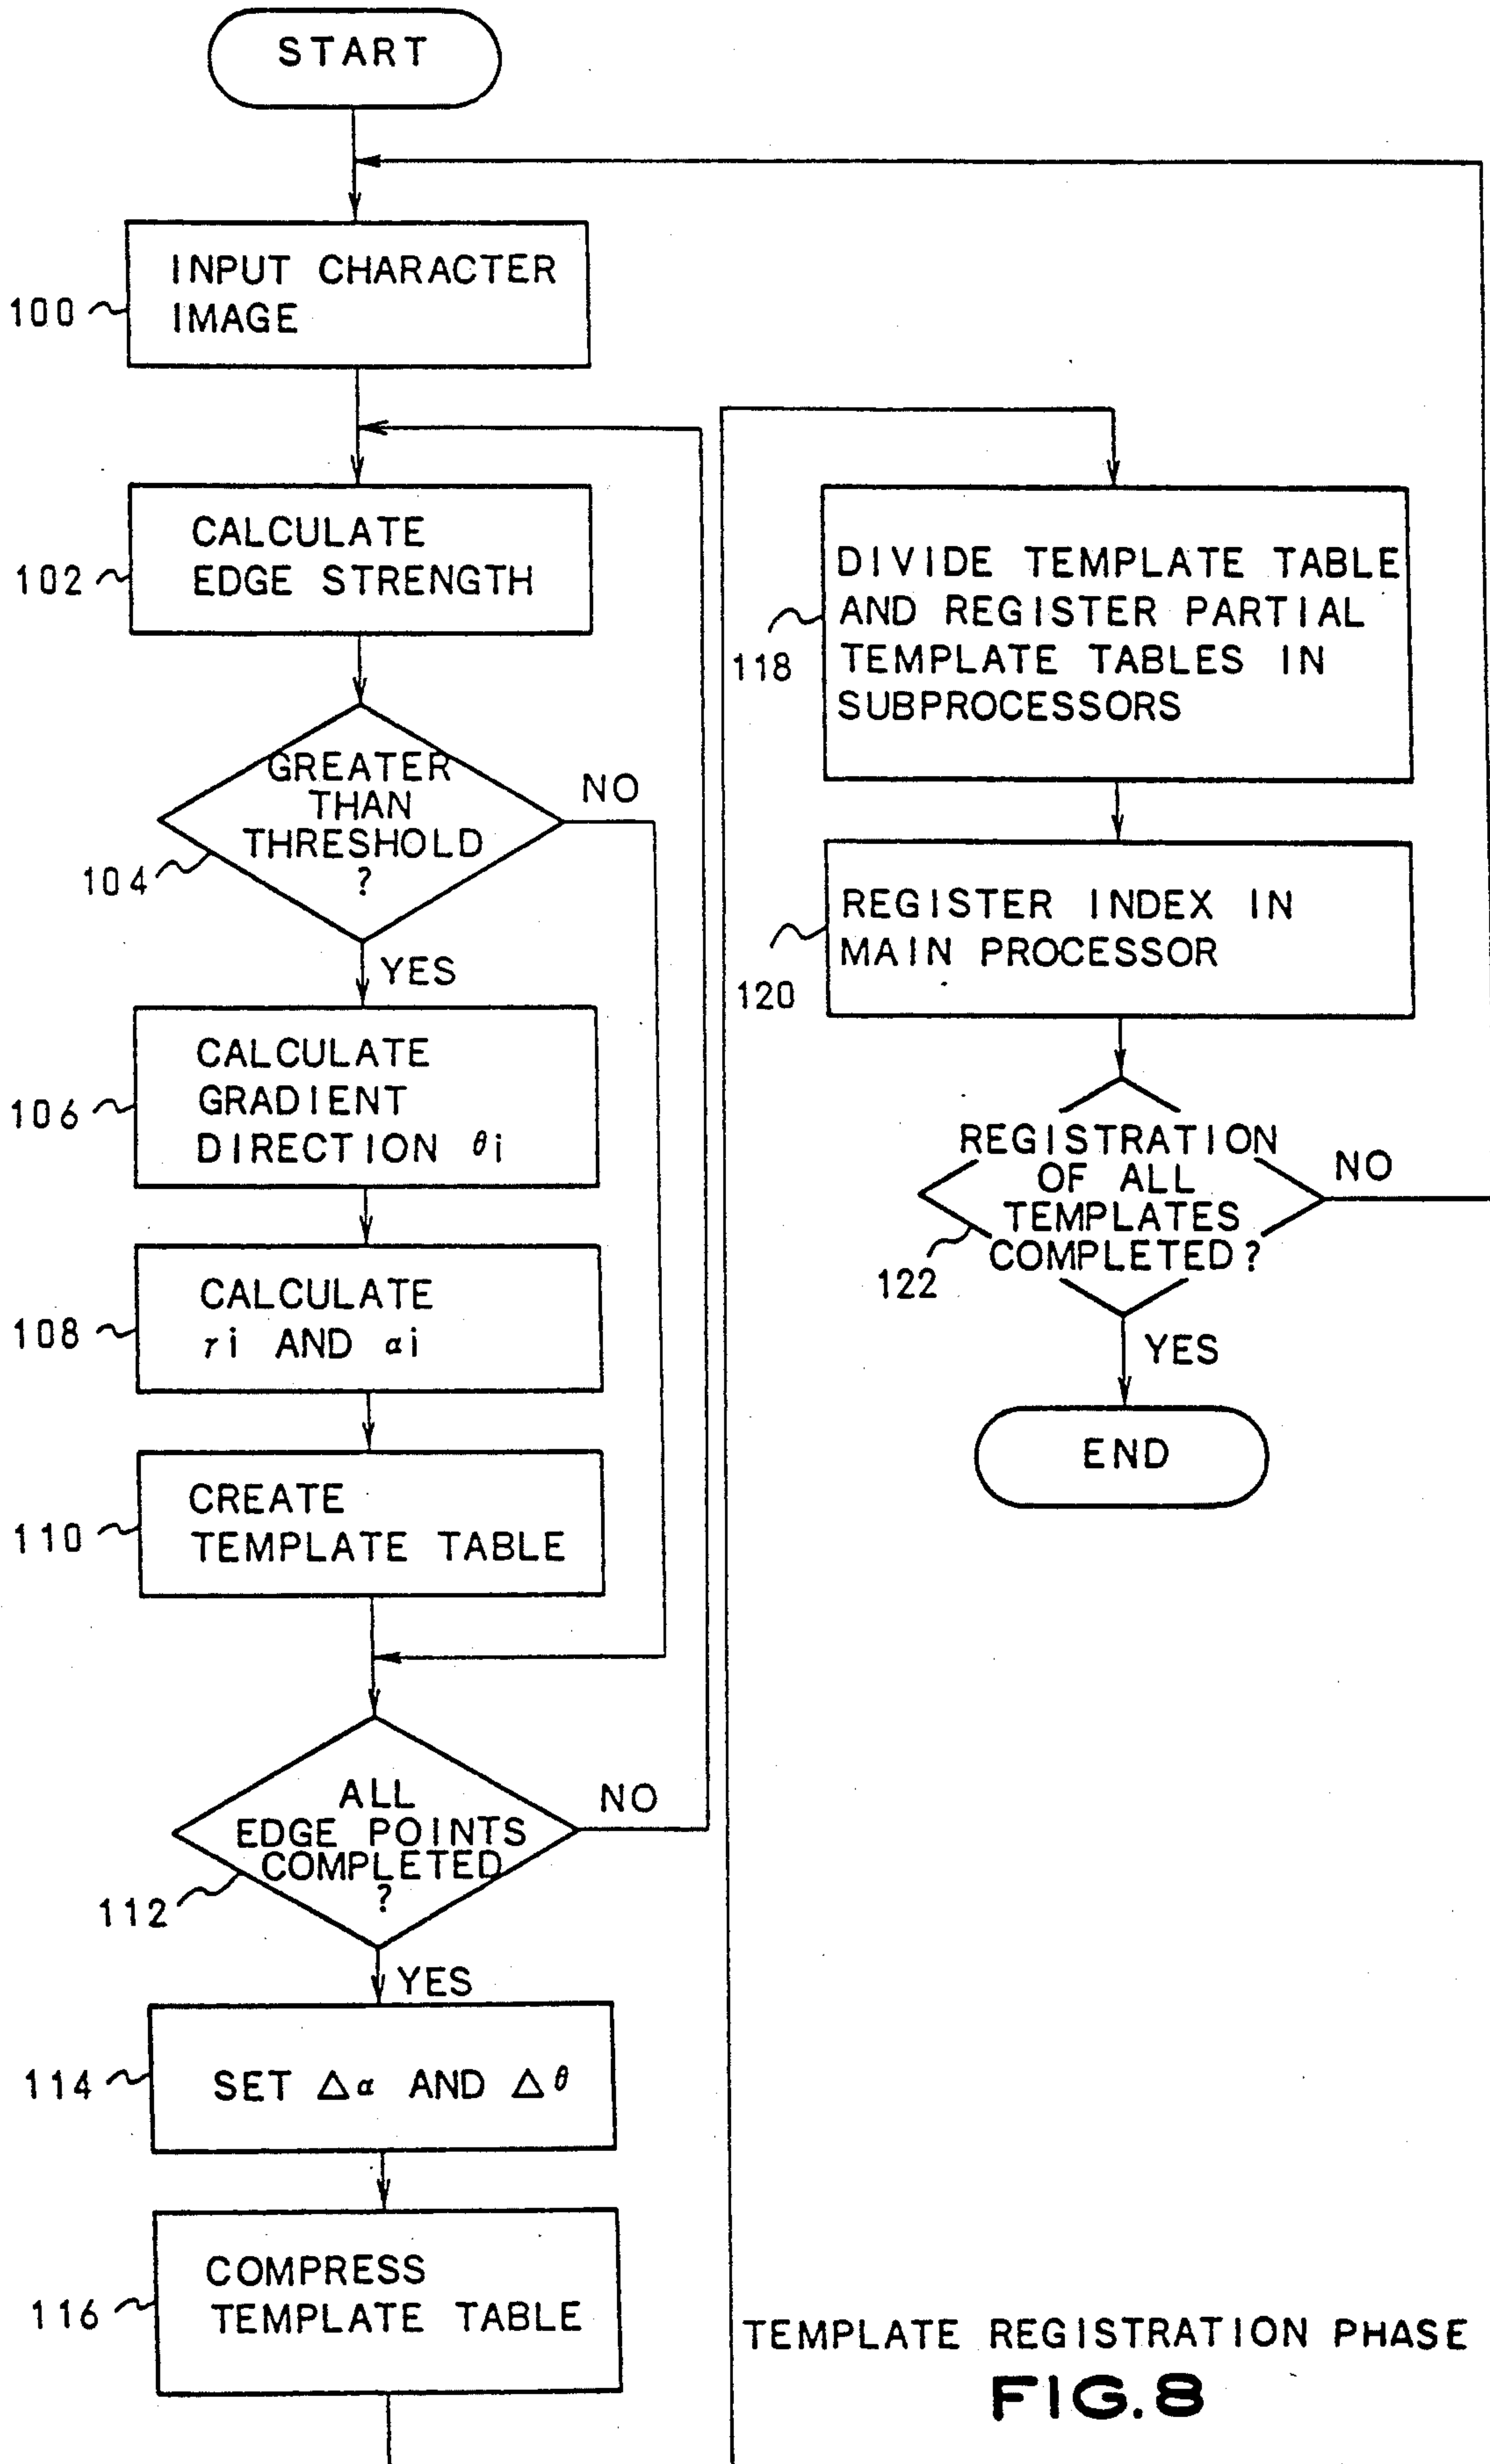 START
100
INPUT CHARACTER
IMAGE
102
CALCULATE
EDGE STRENGTH
GREATER
THAN
THRESHOLD
?
104
NO
YES
106
CALCULATE
GRADIENT
DIRECTION θi
108
CALCULATE
ri AND αi
110
CREATE
TEMPLATE TABLE
ALL
EDGE POINTS
COMPLETED
?
112
NO
YES
114
SET Δα AND Δθ
116
COMPRESS
TEMPLATE TABLE
118
DIVIDE TEMPLATE TABLE
AND REGISTER PARTIAL
TEMPLATE TABLES IN
SUBPROCESSORS
120
REGISTER INDEX IN
MAIN PROCESSOR
REGISTRATION
OF ALL
TEMPLATES
COMPLETED?
122
NO
YES
END
TEMPLATE REGISTRATION PHASE
FIG.8